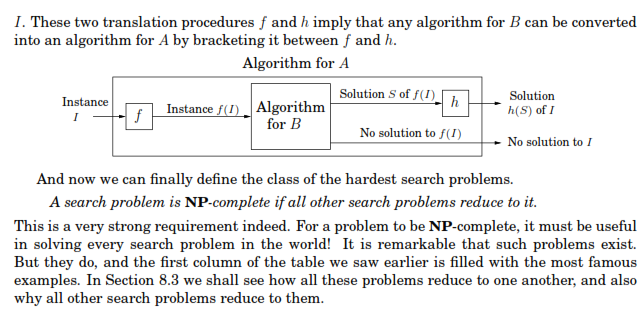 I. These two translation procedures f and h imply that any algorithm for B can be converted
into an algorithm for A by bracketing it between f and h.
Algorithm for A
Instance
I
f
Instance f(I)
Algorithm
for B
Solution S of f(I)
h
Solution
h(S) of I
No solution to f(I)
No solution to I
And now we can finally define the class of the hardest search problems.
A search problem is NP-complete if all other search problems reduce to it.
This is a very strong requirement indeed. For a problem to be NP-complete, it must be useful
in solving every search problem in the world! It is remarkable that such problems exist.
But they do, and the first column of the table we saw earlier is filled with the most famous
examples. In Section 8.3 we shall see how all these problems reduce to one another, and also
why all other search problems reduce to them.